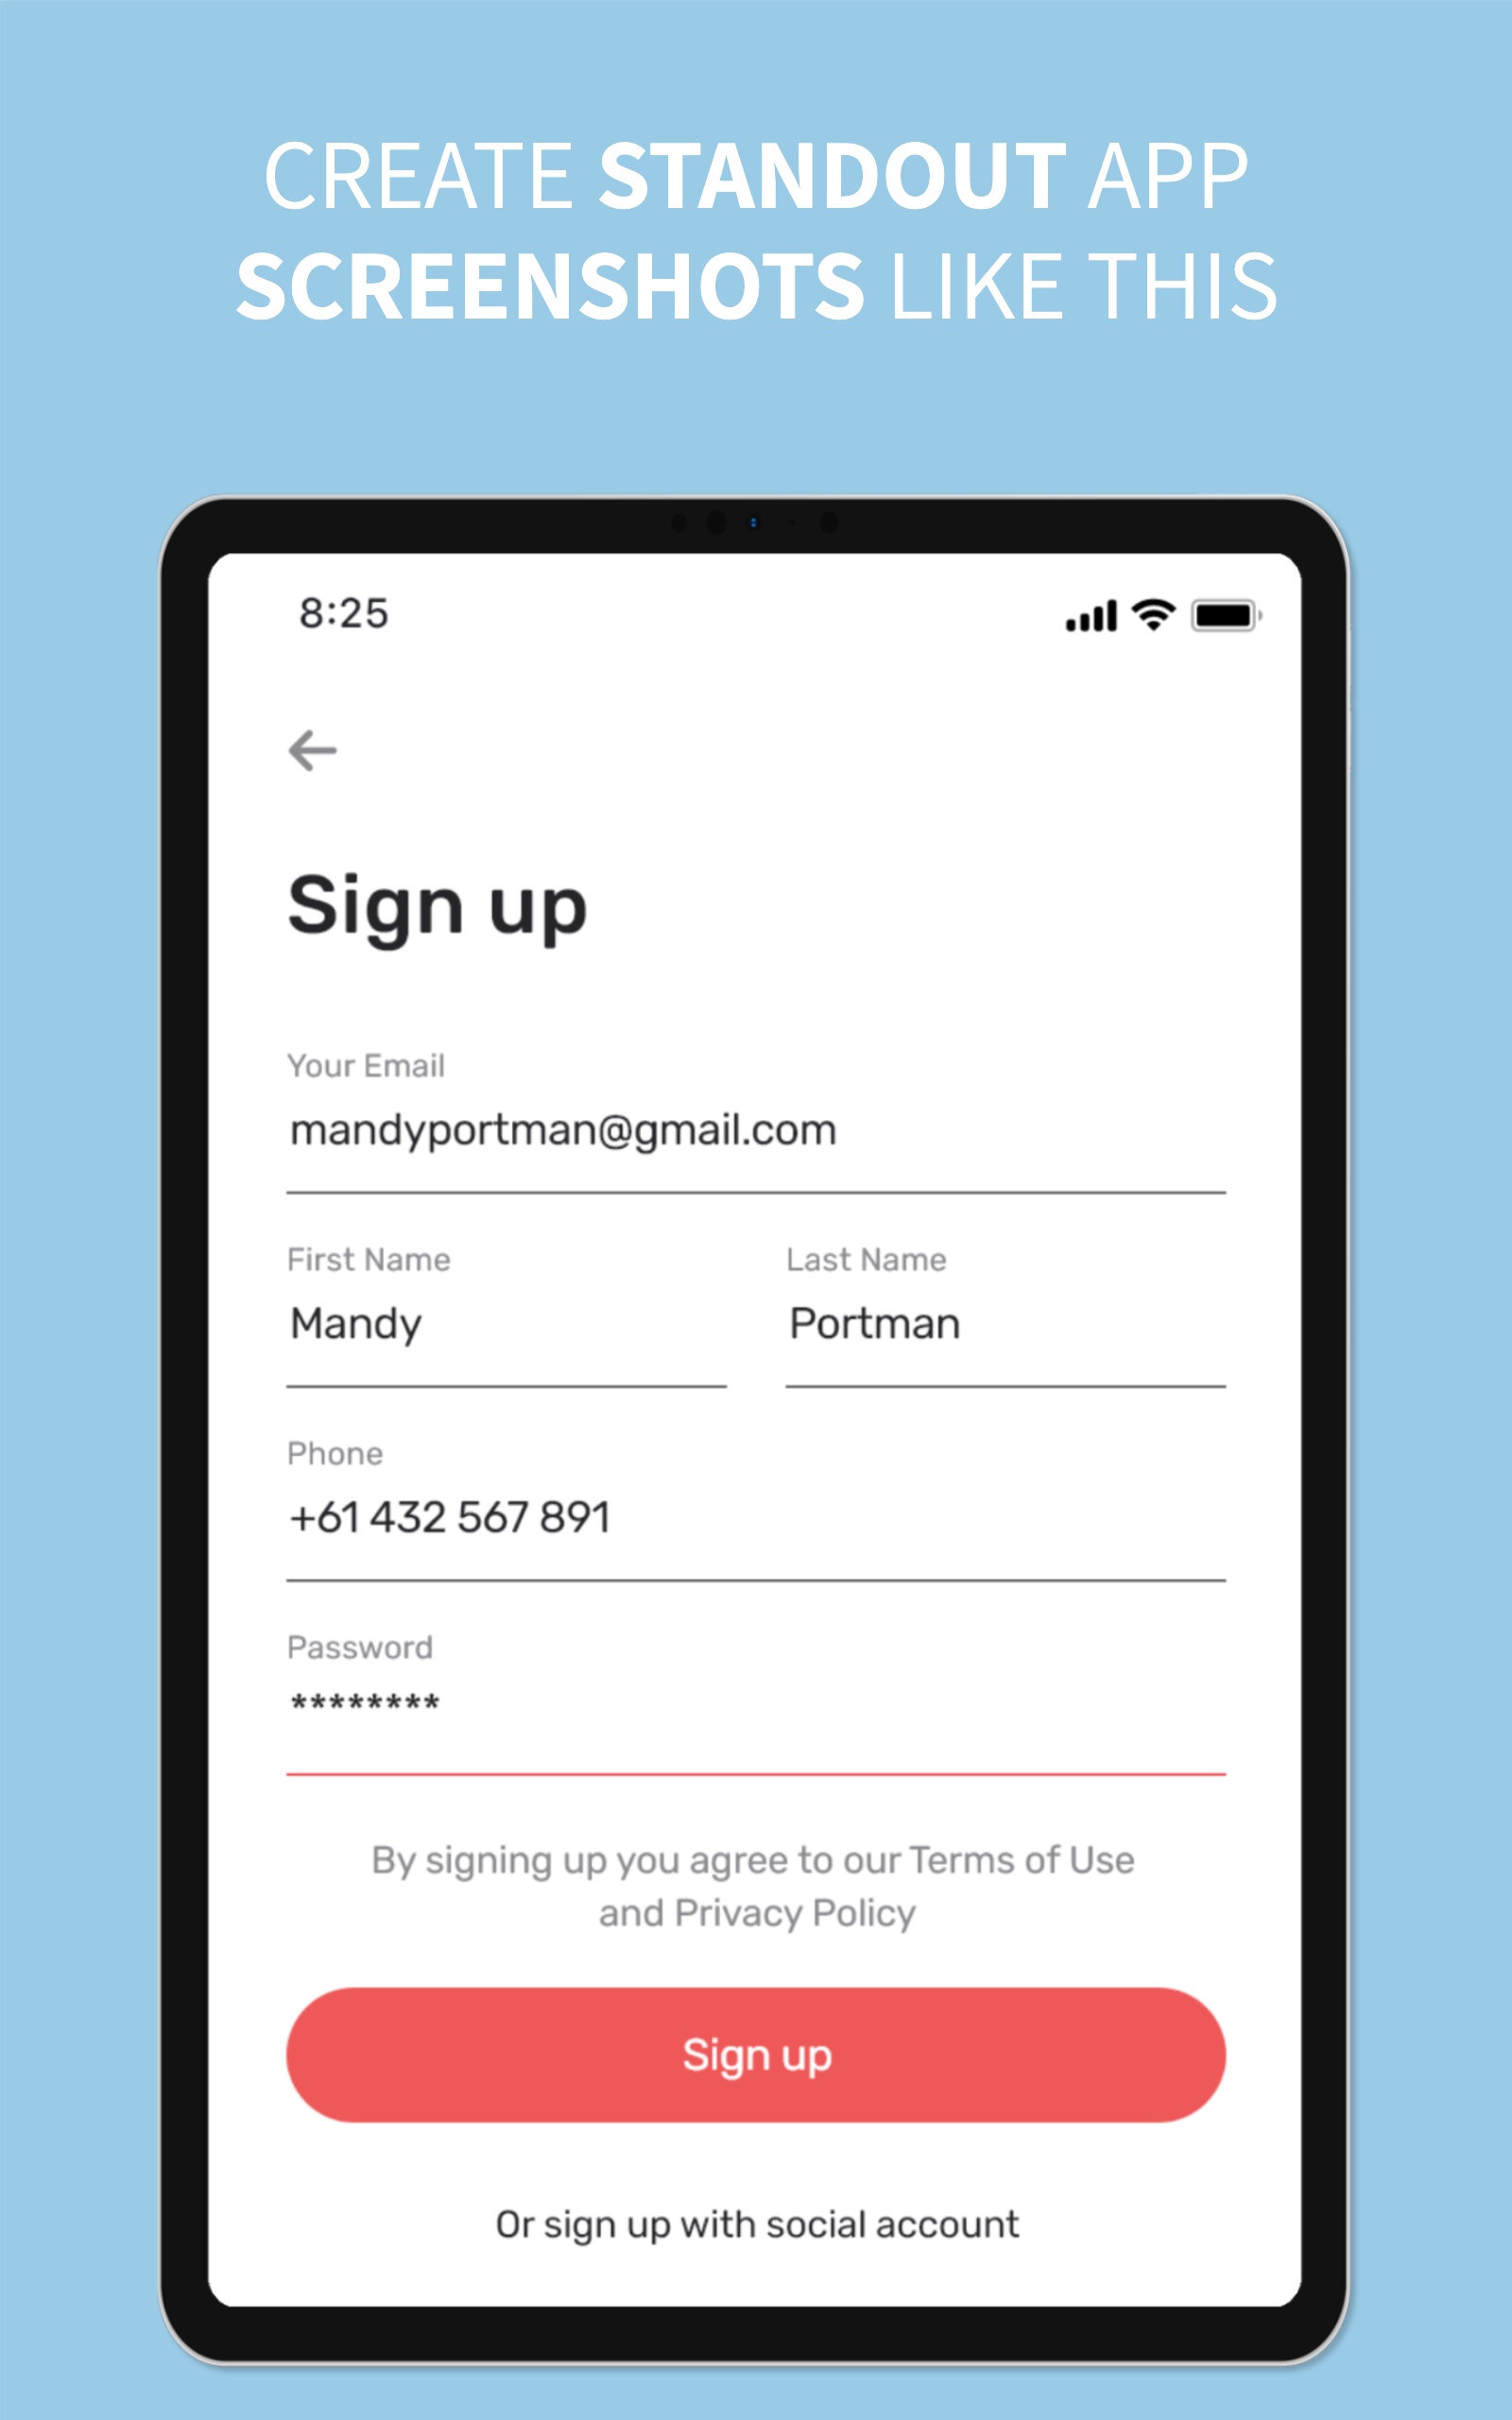 CREATE STANDOUT APP
SCREENSHOTS LIKE THIS
8:25
Sign up
Your Email
mandyportman@gmail.com
First Name Last Name
Mandy Portman
Phone
+61 432 567 891
Password
********
By signing up you agree to our Terms of Use
and Privacy Policy
Sign up
Or sign up with social account